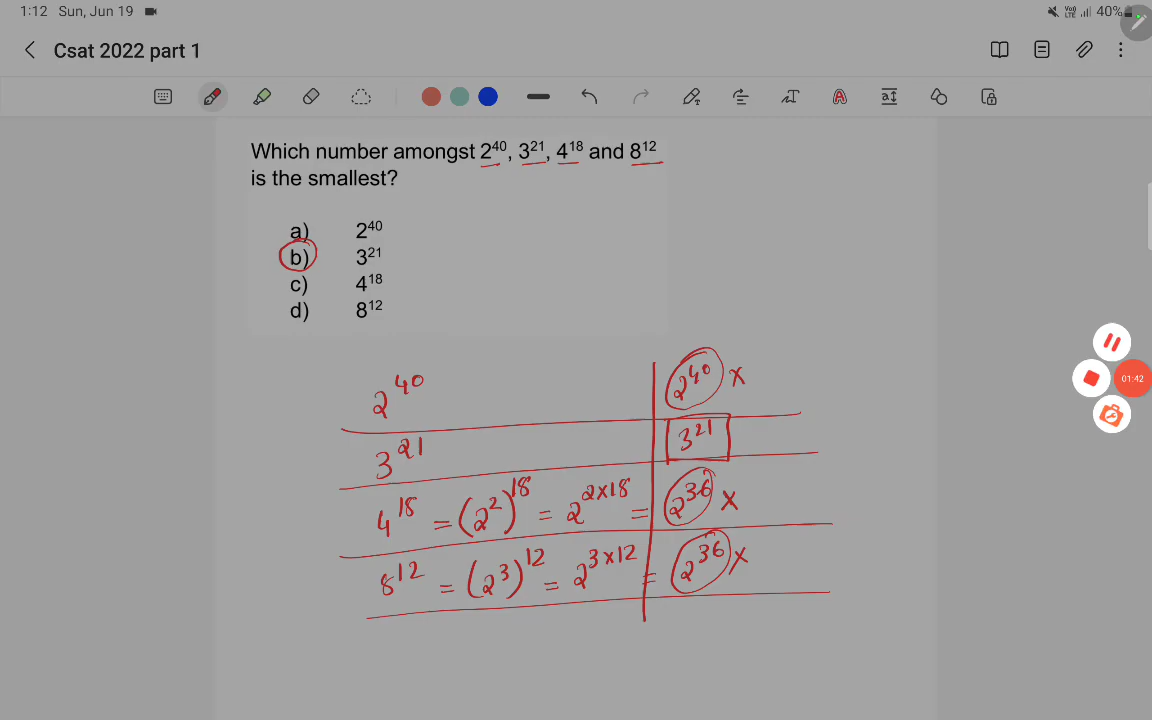 1:12 Sun, Jun 19 Vo) LTE 40%
Csat 2022 part 1
Which number amongst 2⁴⁰, 3²¹, 4¹⁸ and 8¹²
is the smallest?
a) 2⁴⁰
b) 3²¹
c) 4¹⁸
d) 8¹²
2⁴⁰ 2⁴⁰ x
3²¹ 3²¹
4¹⁸ = (2²)¹⁸ = 2²ˣ¹⁸ = 2³⁶ x
8¹² = (2³)¹² = 2³ˣ¹² = 2³⁶ x
01:42